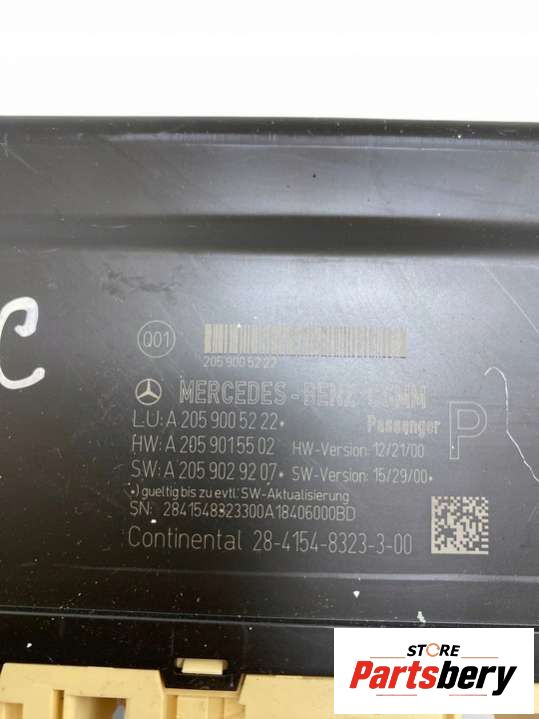 C
Q01
205 900 52 22
MERCEDES-BENZ
Passenger
P
L.U: A 205 900 52 22*
HW: A 205 901 55 02 HW-Version: 12/21/00
SW: A 205 902 92 07* SW-Version: 15/29/00*
*) gueltig bis zu evtl. SW-Aktualisierung
SN: 2841548323300A18406000BD
Continental 28-4154-8323-3-00
STORE
Partsbery